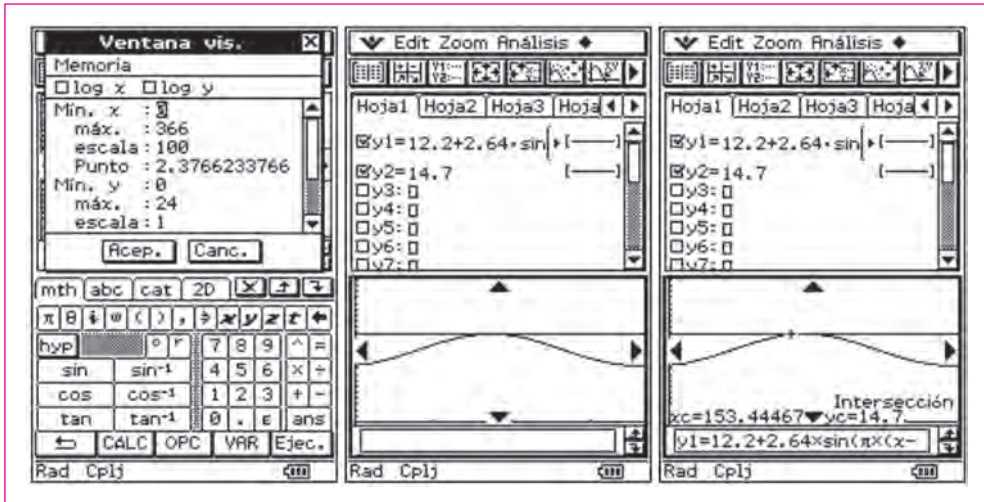 Ventana vis. X
Memoria
log x log y
Mín. x :0
máx. :366
escala:100
Punto :2.3766233766
Mín. y :0
máx. :24
escala:1
Acep. Canc.
mth abc cat 2D
π θ i ∞ ( ) , ⇒ x y z t
hyp ° r 7 8 9 ^ =
sin sin⁻¹ 4 5 6 × ÷
cos cos⁻¹ 1 2 3 + −
tan tan⁻¹ 0 . E ans
CALC OPC VAR Ejec.
Rad Cplj
Edit Zoom Análisis
Hoja1 Hoja2 Hoja3 Hoja
y1=12.2+2.64·sin(
y2=14.7
y3:
y4:
y5:
y6:
y7:
Rad Cplj
Edit Zoom Análisis
Hoja1 Hoja2 Hoja3 Hoja
y1=12.2+2.64·sin(
y2=14.7
y3:
y4:
y5:
y6:
y7:
Intersección
xc=153.44467 yc=14.7
y1=12.2+2.64×sin(π×(x−
Rad Cplj